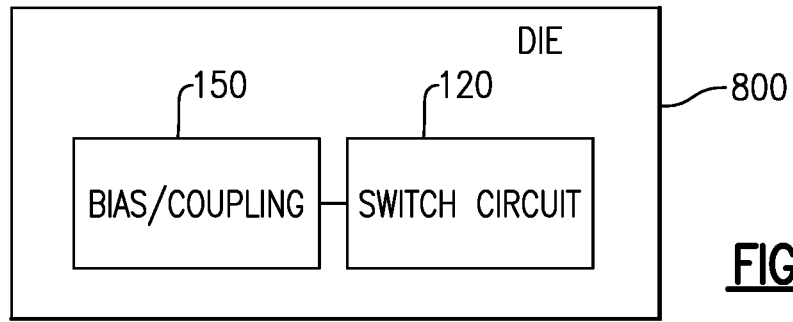 DIE
150
120
800
BIAS/COUPLING
SWITCH CIRCUIT
FIG